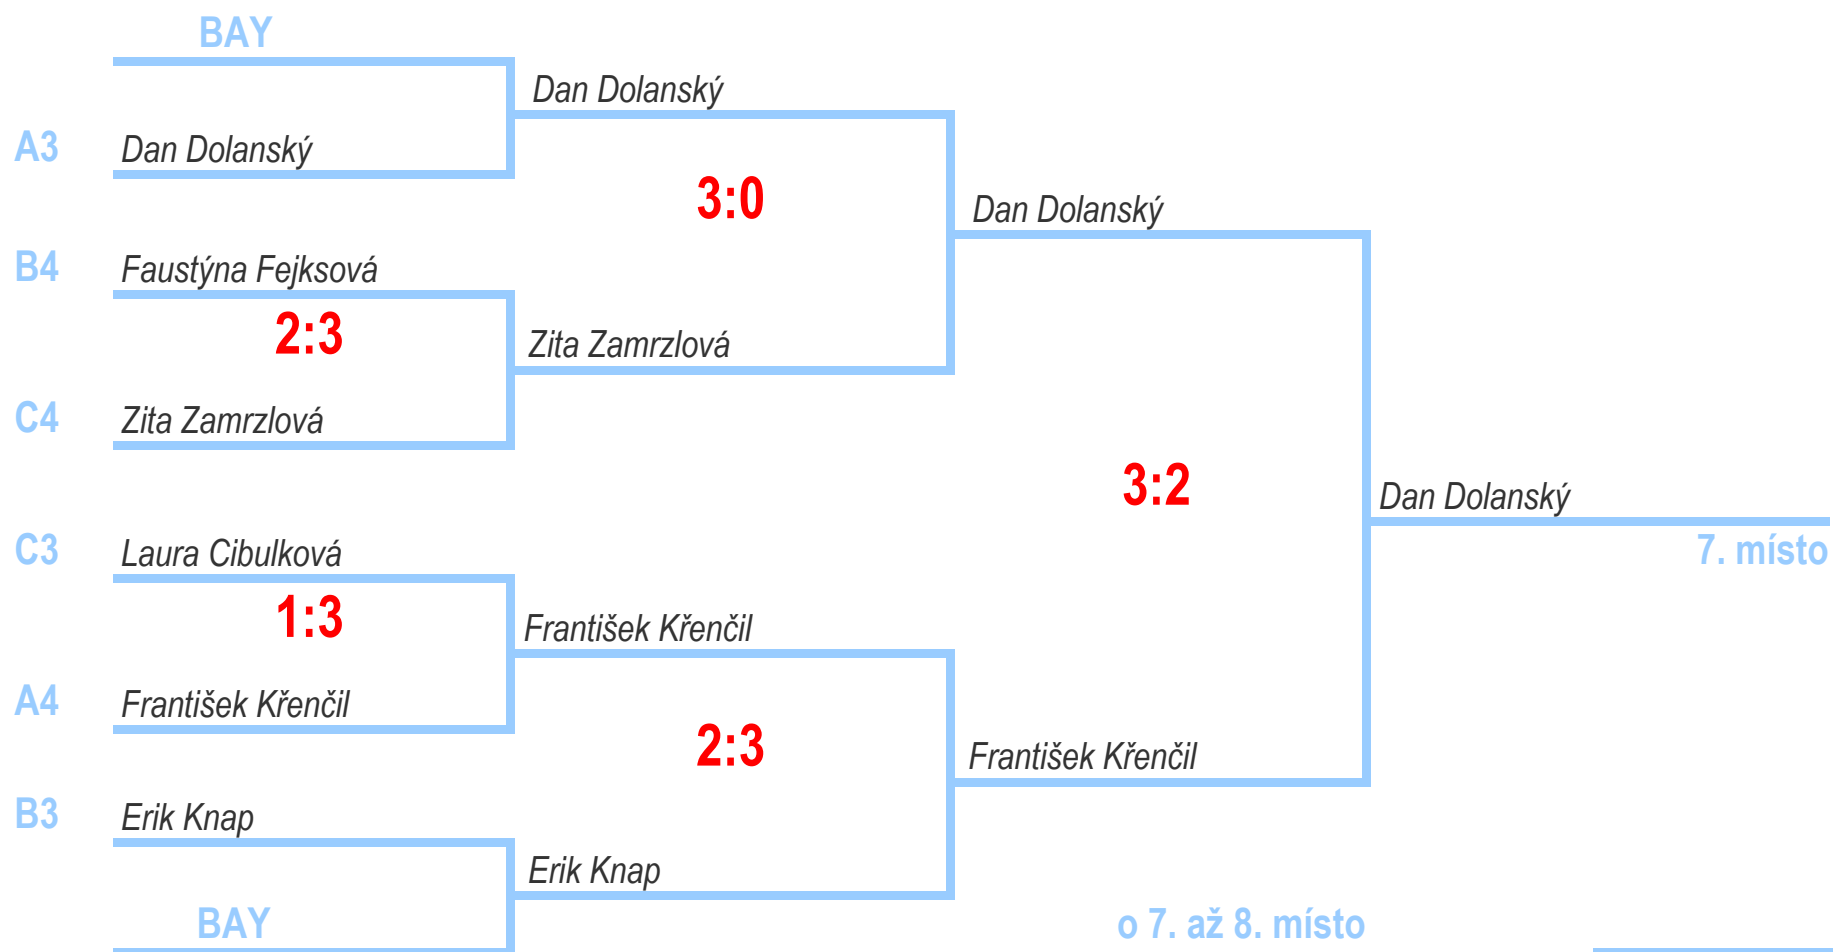 BAY
Dan Dolanský
A3
Dan Dolanský
3:0
Dan Dolanský
B4
Faustýna Fejksová
2:3
Zita Zamrzlová
C4
Zita Zamrzlová
3:2
Dan Dolanský
C3
Laura Cibulková
7. místo
1:3
František Křenčil
A4
František Křenčil
2:3
František Křenčil
B3
Erik Knap
Erik Knap
BAY
o 7. až 8. místo